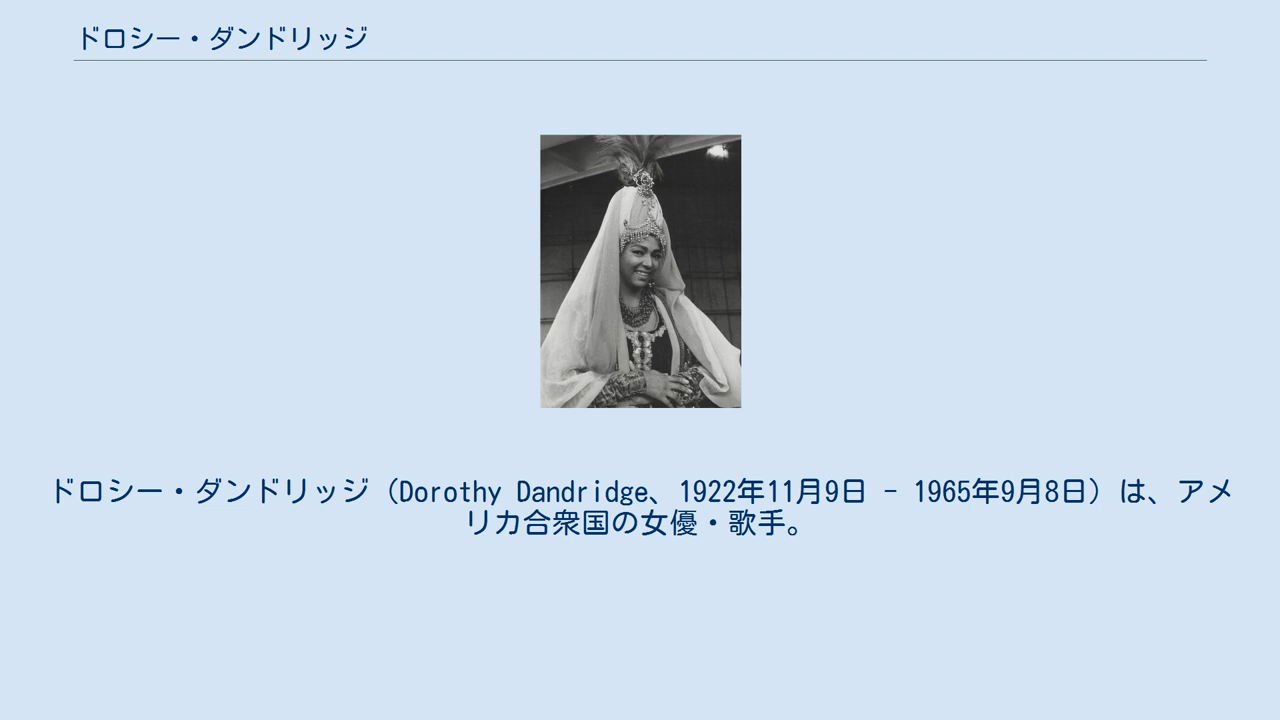 ドロシー・ダンドリッジ
ドロシー・ダンドリッジ（Dorothy Dandridge、1922年11月9日 - 1965年9月8日）は、アメ
リカ合衆国の女優・歌手。